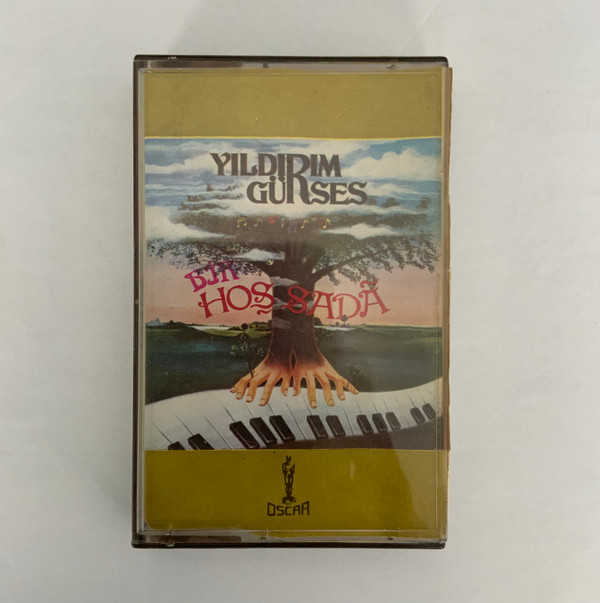 YILDIRIM
GÜRSES
BİR
HOŞ SADÂ
OSCAR